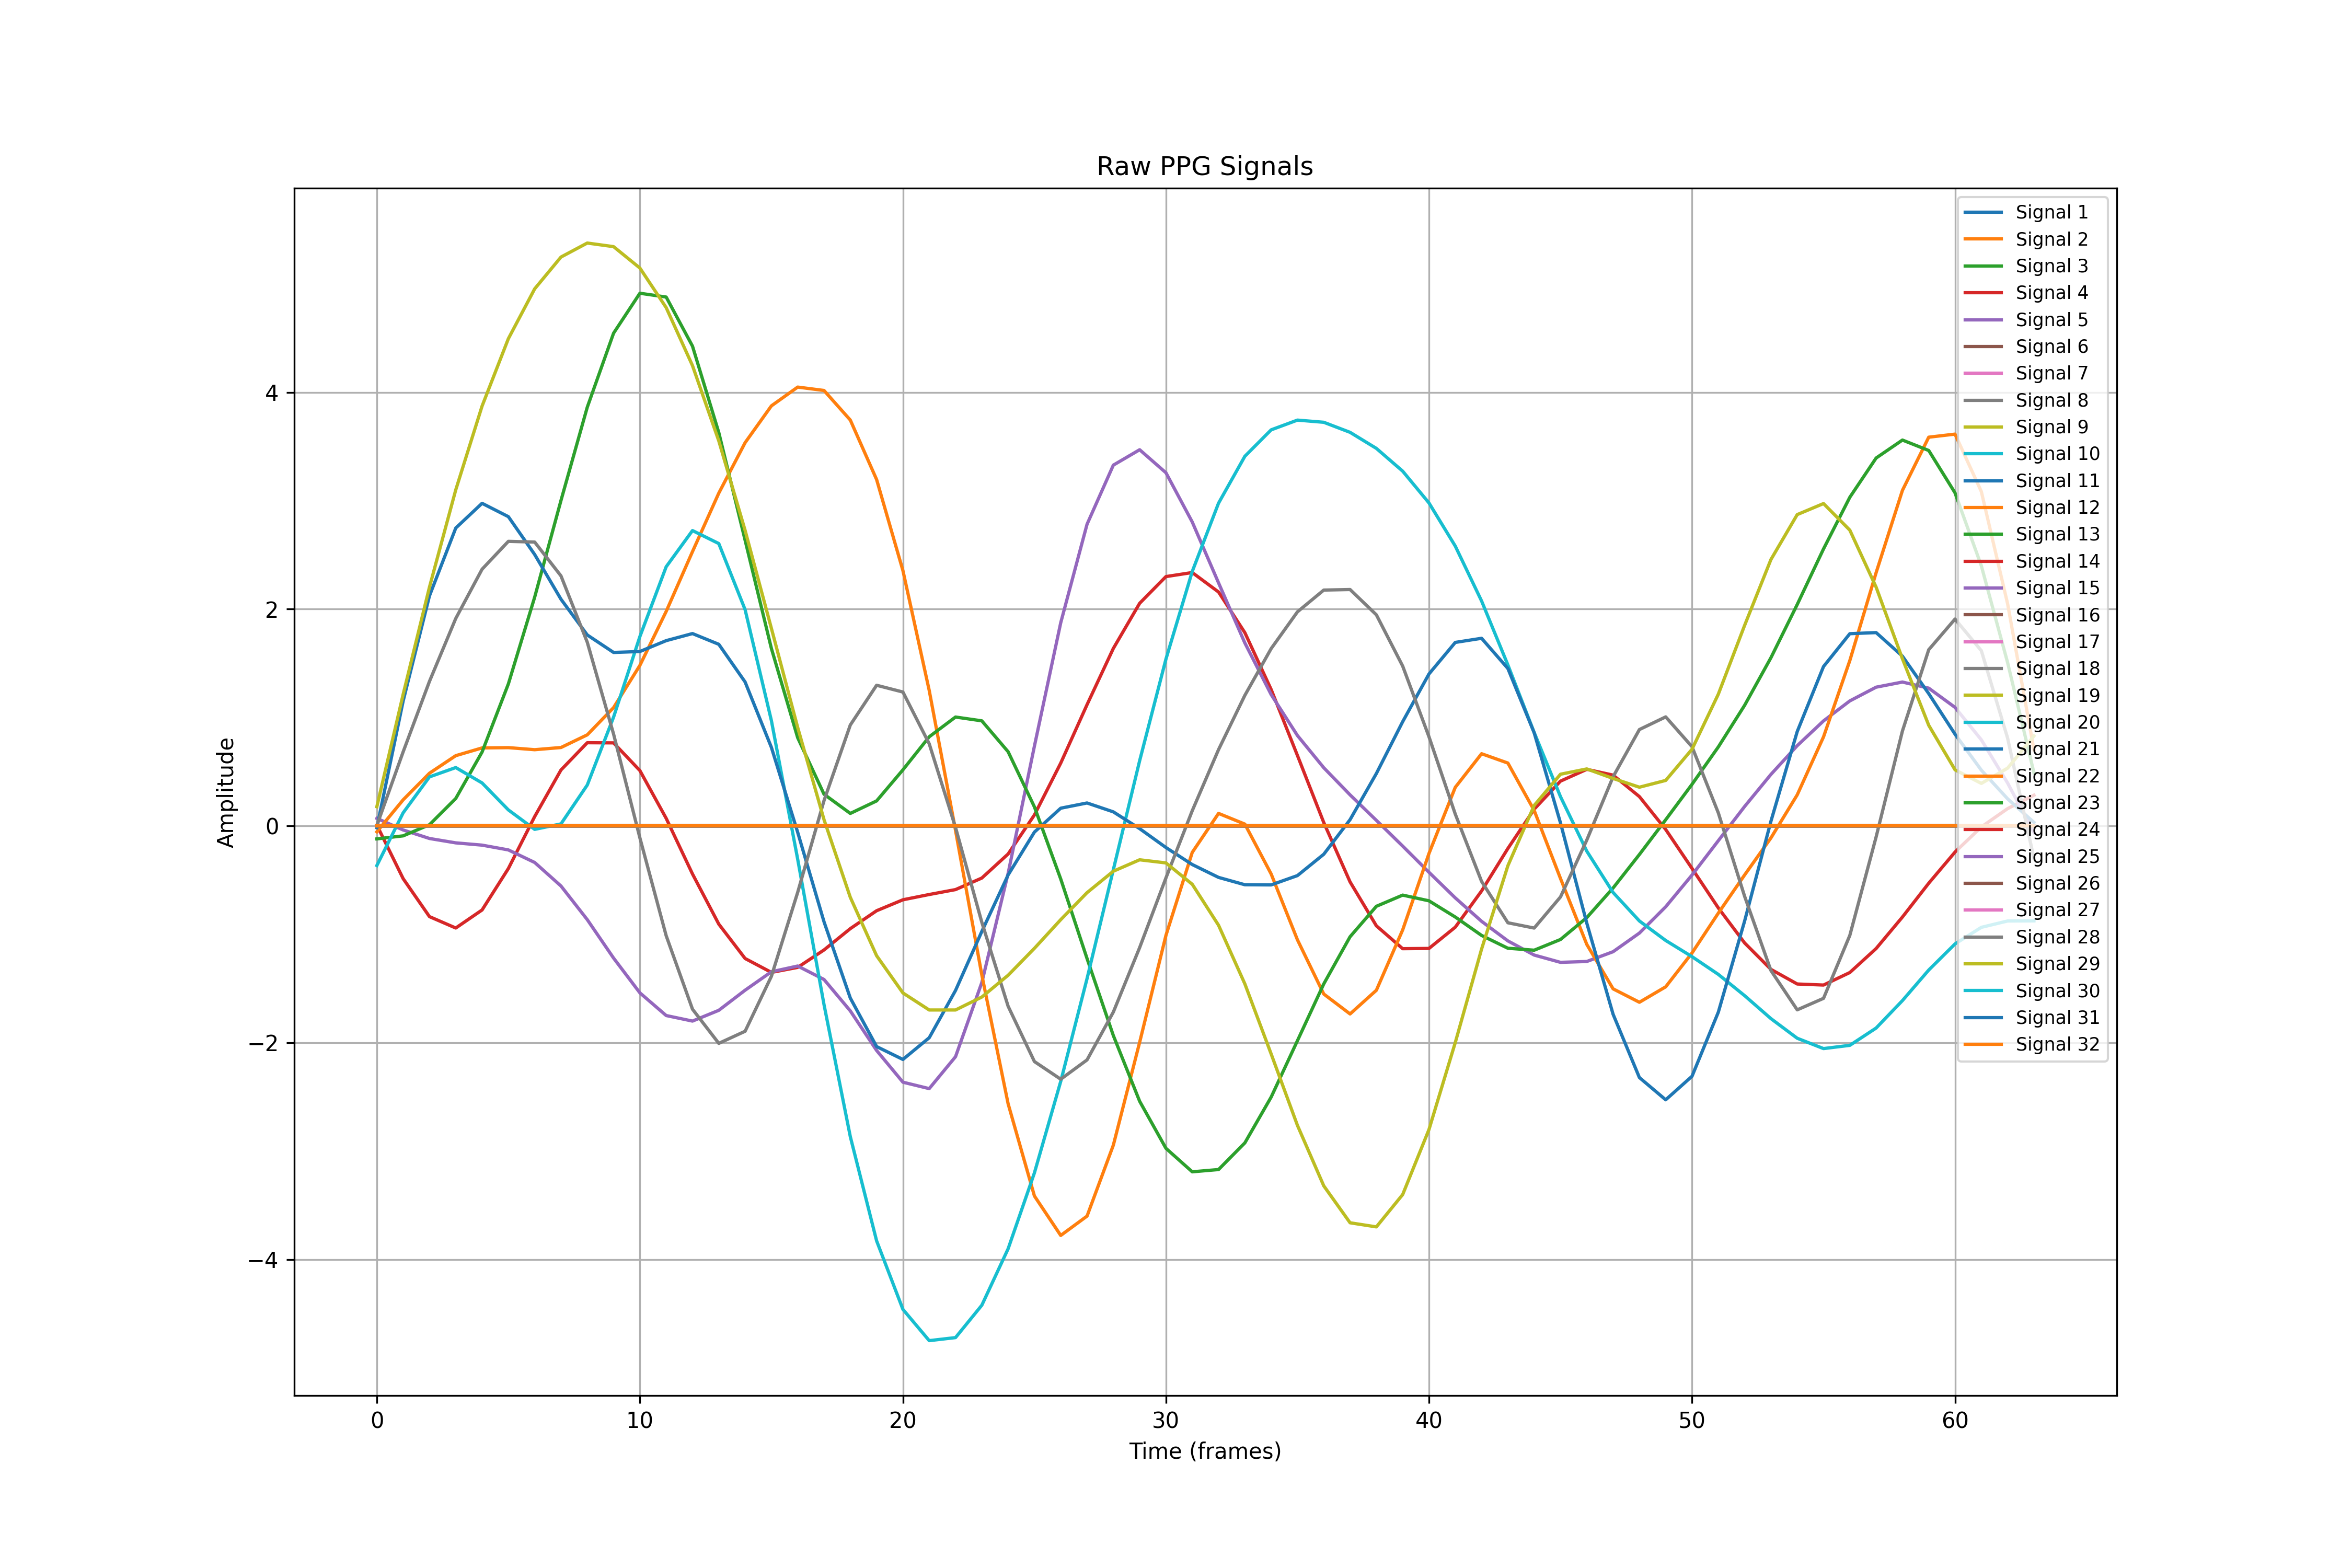 Raw PPG Signals
Amplitude
4
2
0
−2
−4
0 10 20 30 40 50 60
Time (frames)
Signal 1
Signal 2
Signal 3
Signal 4
Signal 5
Signal 6
Signal 7
Signal 8
Signal 9
Signal 10
Signal 11
Signal 12
Signal 13
Signal 14
Signal 15
Signal 16
Signal 17
Signal 18
Signal 19
Signal 20
Signal 21
Signal 22
Signal 23
Signal 24
Signal 25
Signal 26
Signal 27
Signal 28
Signal 29
Signal 30
Signal 31
Signal 32